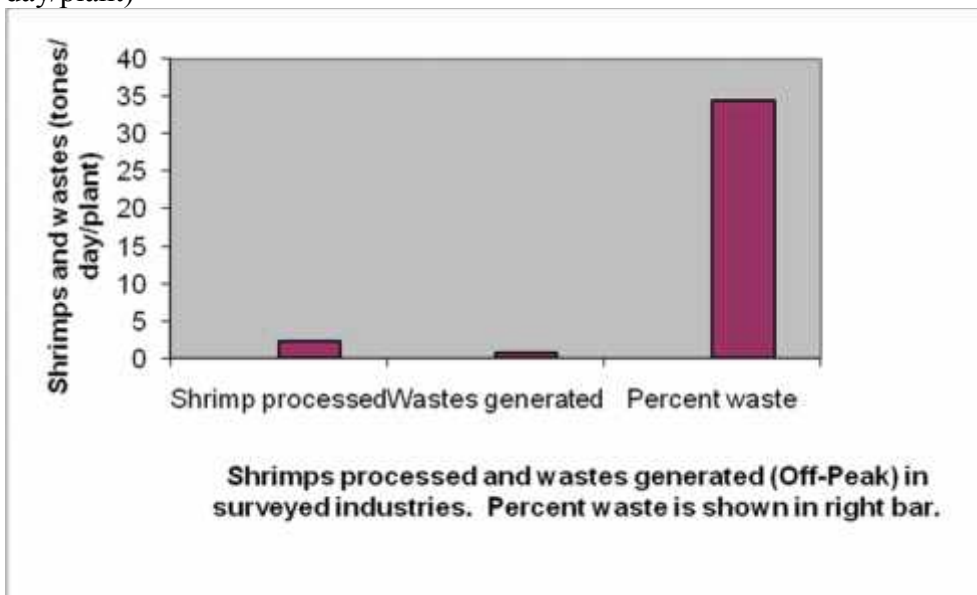 day/plant)
Shrimps and wastes (tones/
day/plant)
40
35
30
25
20
15
10
5
0
Shrimp processed Wastes generated Percent waste
Shrimps processed and wastes generated (Off-Peak) in
surveyed industries. Percent waste is shown in right bar.